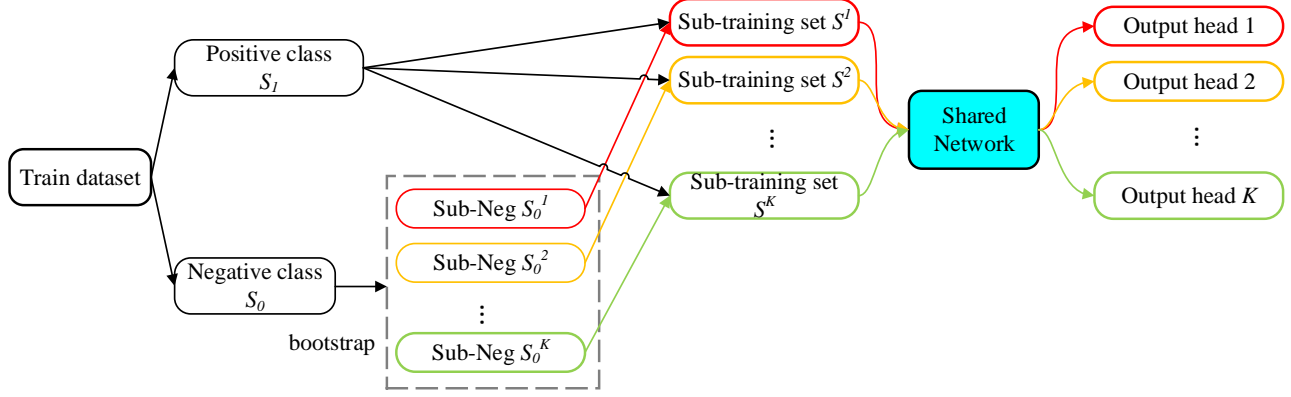 Train dataset
Positive class
S₁
Negative class
S₀
bootstrap
Sub-Neg S₀¹
Sub-Neg S₀²
⋮
Sub-Neg S₀ᴷ
Sub-training set S¹
Sub-training set S²
⋮
Sub-training set
Sᴷ
Shared
Network
Output head 1
Output head 2
⋮
Output head K